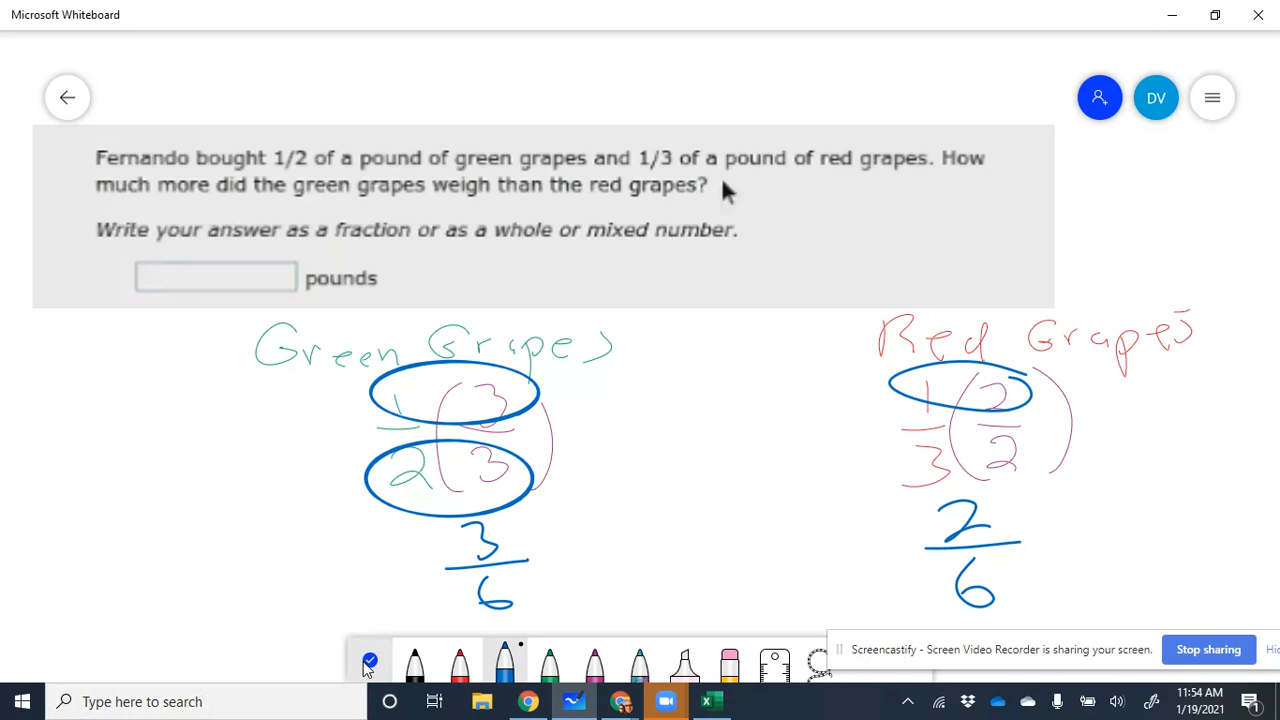 Microsoft Whiteboard
DV
Fernando bought 1/2 of a pound of green grapes and 1/3 of a pound of red grapes. How
much more did the green grapes weigh than the red grapes?
Write your answer as a fraction or as a whole or mixed number.
pounds
Green Grapes
Red Grapes
1 ( 3
2 3 )
1 ( 2
3 2 )
3
6
2
6
Screencastify - Screen Video Recorder is sharing your screen.
Stop sharing
Hid
Type here to search
11:54 AM
1/19/2021
1